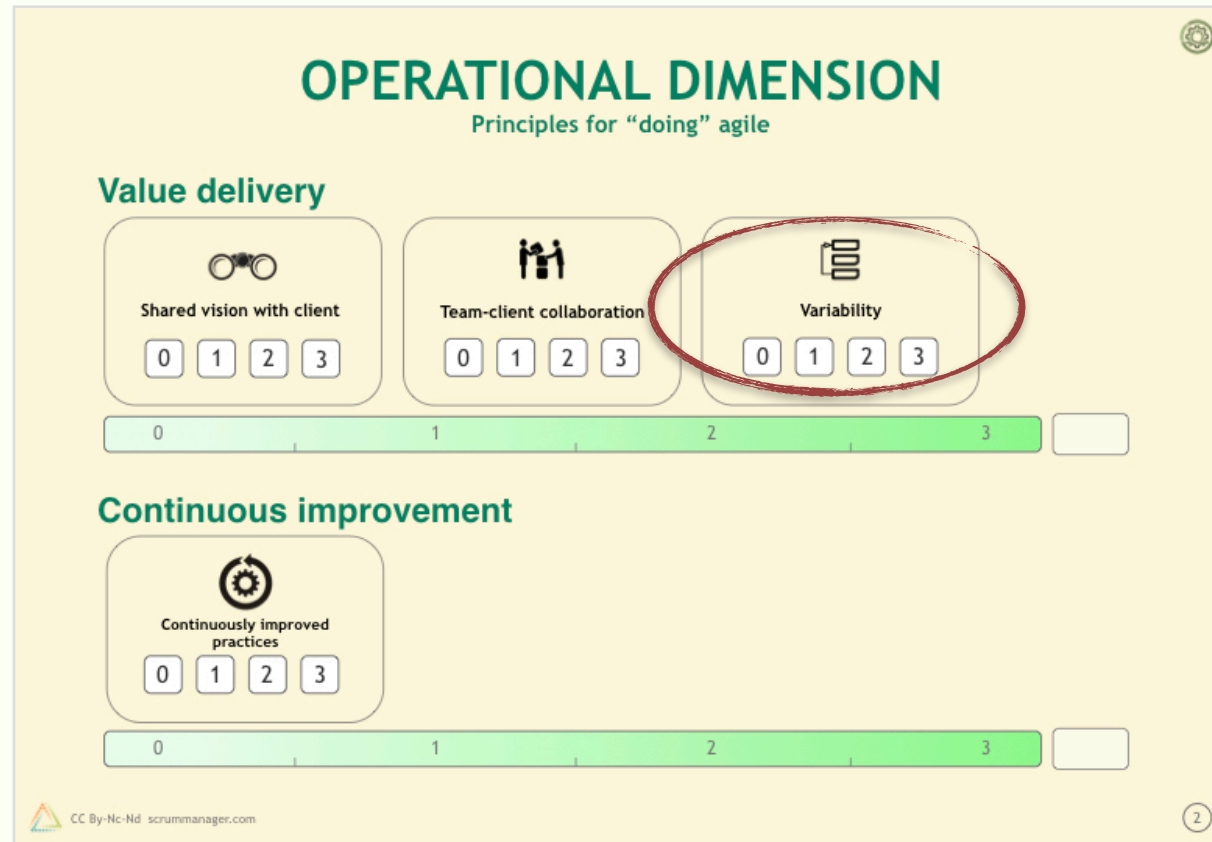 OPERATIONAL DIMENSION
Principles for “doing” agile
Value delivery
Shared vision with client
0 1 2 3
Team-client collaboration
0 1 2 3
Variability
0 1 2 3
0 1 2 3
Continuous improvement
Continuously improved
practices
0 1 2 3
0 1 2 3
CC By-Nc-Nd scrummanager.com
2